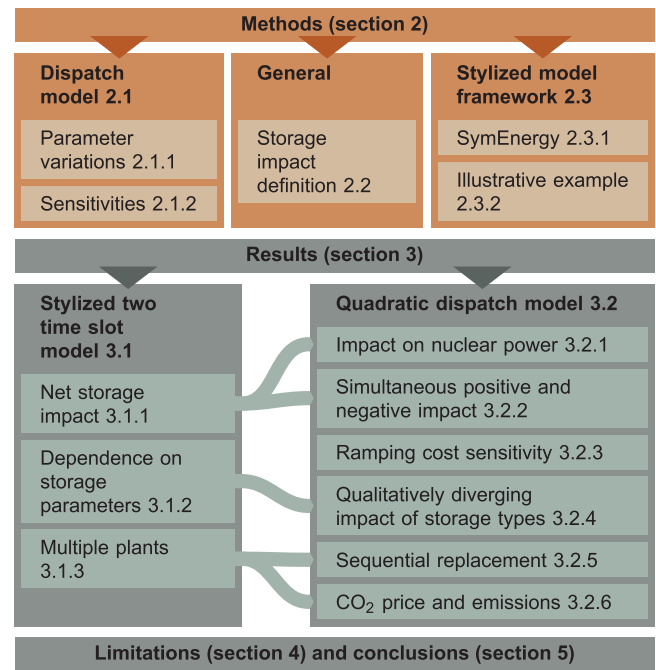 Methods (section 2)
Dispatch
model 2.1
Parameter
variations 2.1.1
Sensitivities 2.1.2
General
Storage
impact
definition 2.2
Stylized model
framework 2.3
SymEnergy 2.3.1
Illustrative example
2.3.2
Results (section 3)
Stylized two
time slot
model 3.1
Net storage
impact 3.1.1
Dependence on
storage
parameters 3.1.2
Multiple plants
3.1.3
Quadratic dispatch model 3.2
Impact on nuclear power 3.2.1
Simultaneous positive and
negative impact 3.2.2
Ramping cost sensitivity 3.2.3
Qualitatively diverging
impact of storage types 3.2.4
Sequential replacement 3.2.5
CO₂ price and emissions 3.2.6
Limitations (section 4) and conclusions (section 5)